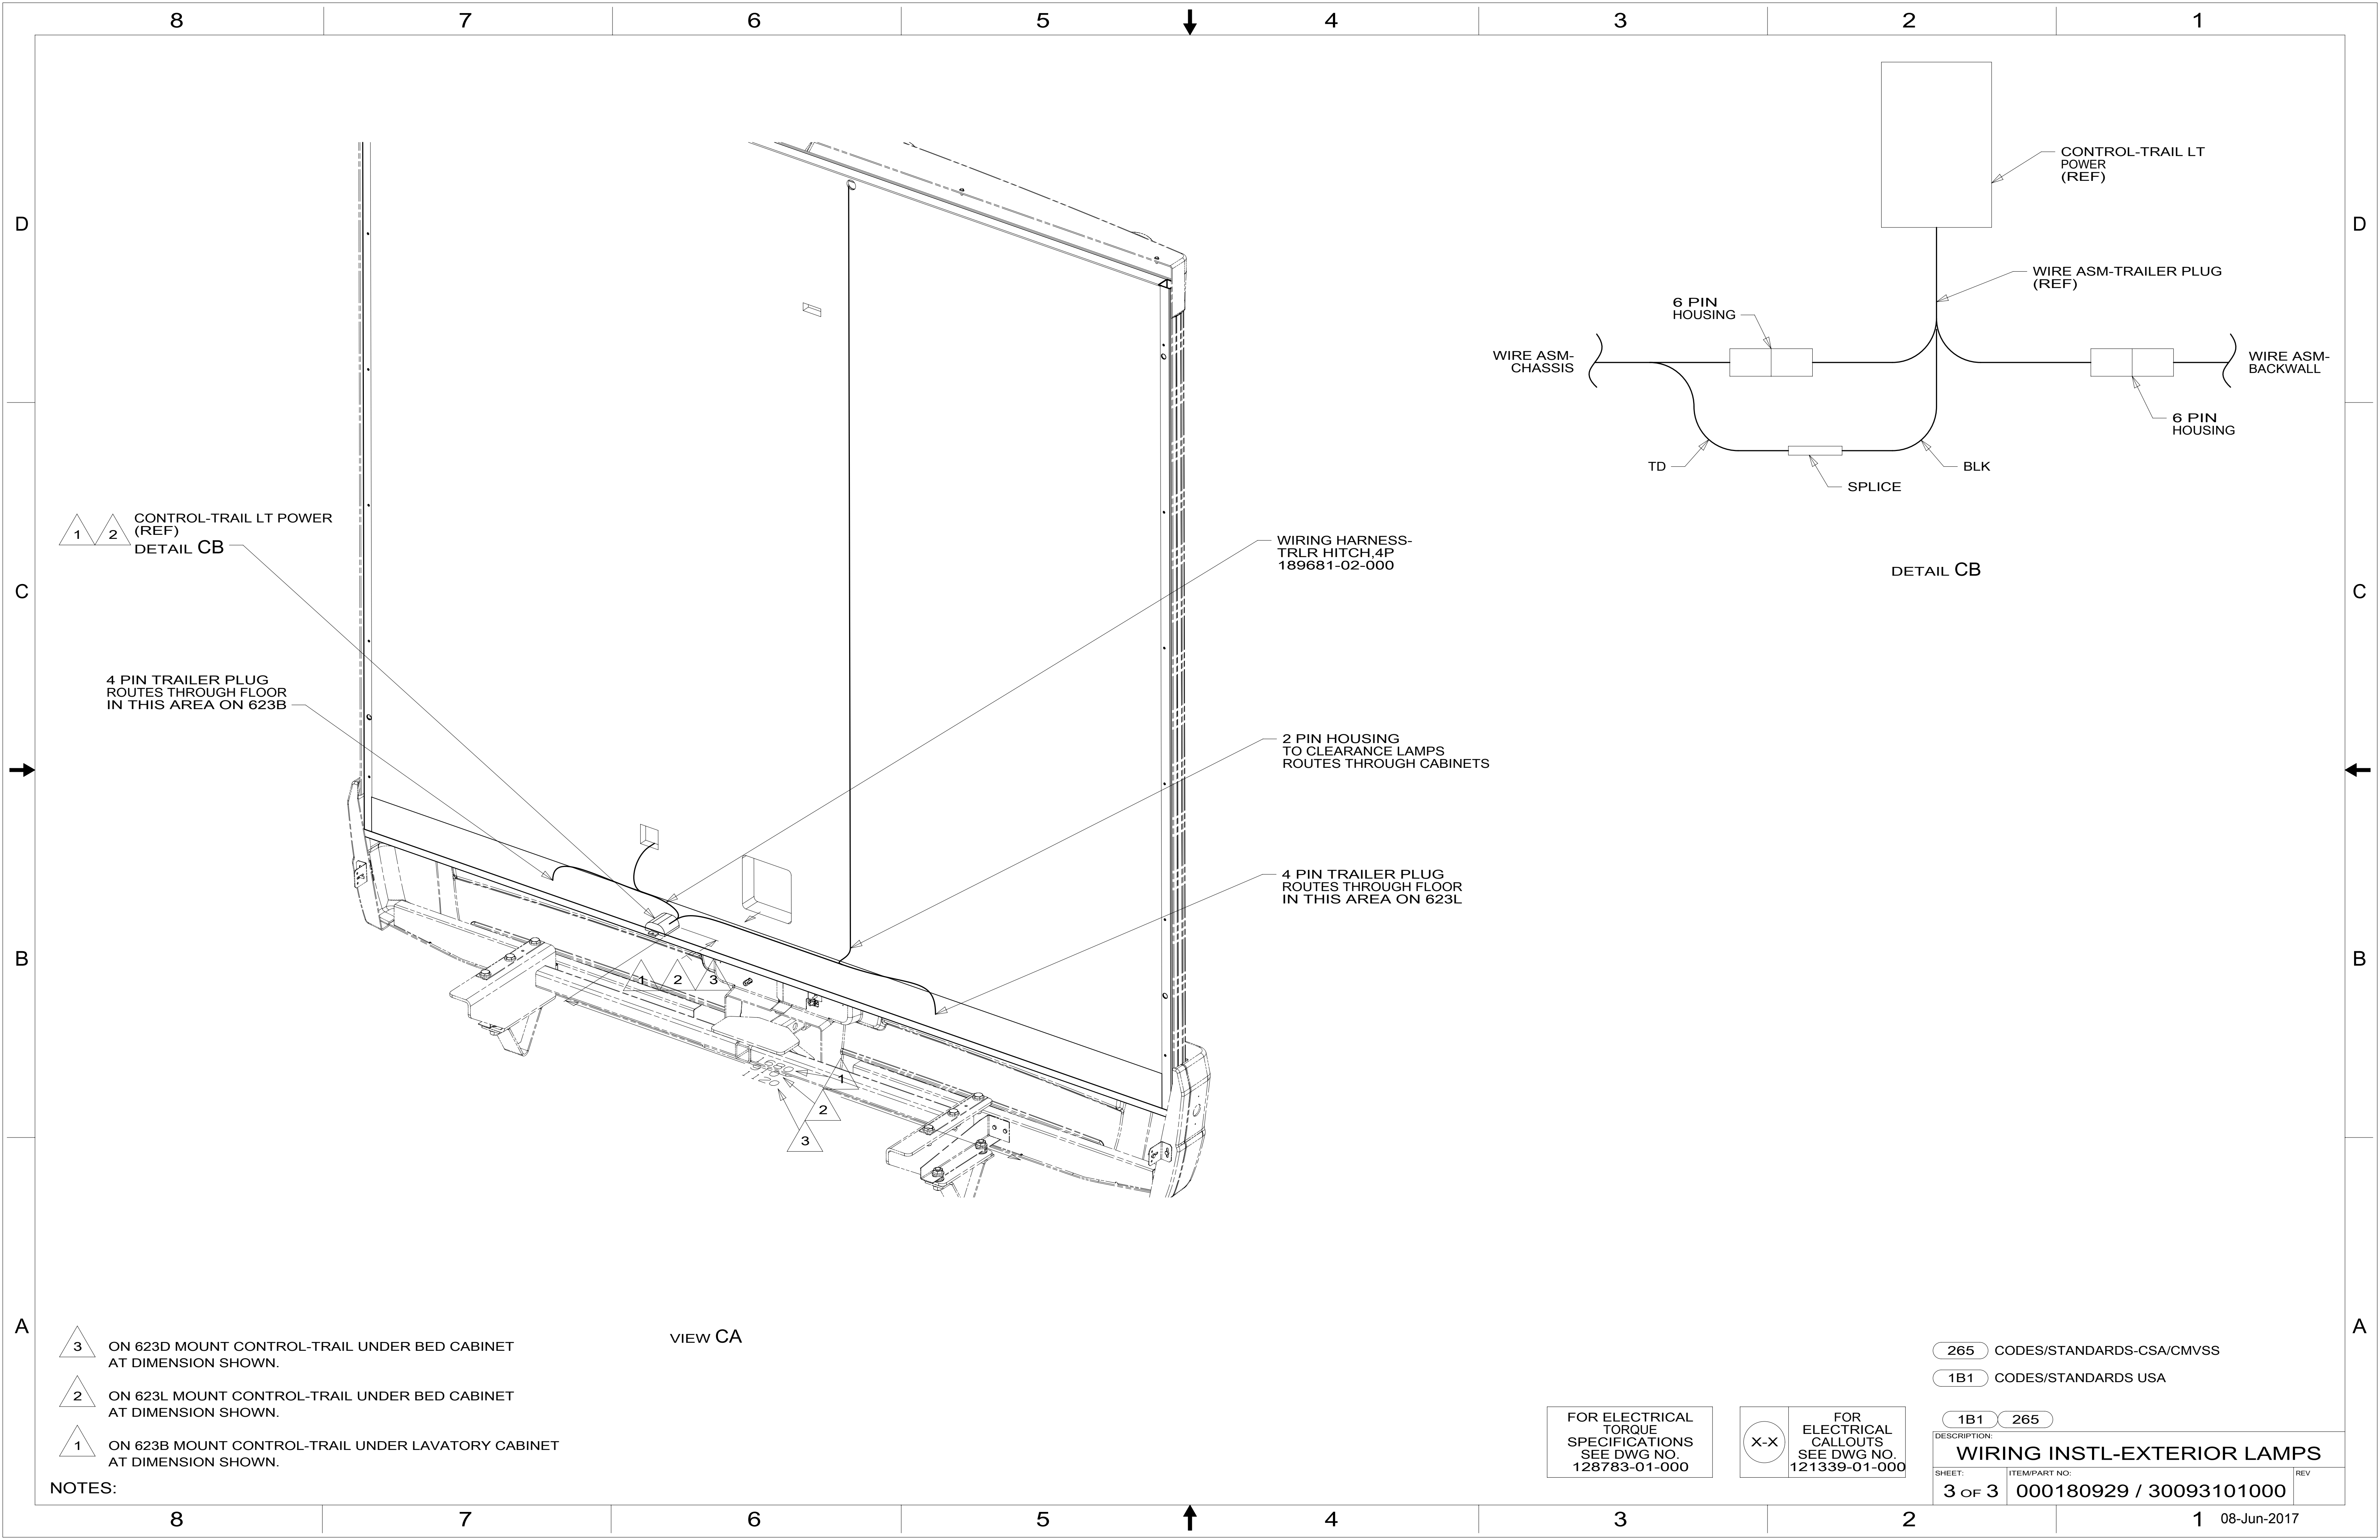 8 7 6 5 4 3 2 1
D
D
C
C
B
B
A
A
CONTROL-TRAIL LT
POWER
(REF)
WIRE ASM-TRAILER PLUG
(REF)
6 PIN
HOUSING
WIRE ASM-
CHASSIS
WIRE ASM-
BACKWALL
6 PIN
HOUSING
TD
BLK
SPLICE
DETAIL CB
1 2
CONTROL-TRAIL LT POWER
(REF)
DETAIL CB
WIRING HARNESS-
TRLR HITCH,4P
189681-02-000
4 PIN TRAILER PLUG
ROUTES THROUGH FLOOR
IN THIS AREA ON 623B
2 PIN HOUSING
TO CLEARANCE LAMPS
ROUTES THROUGH CABINETS
4 PIN TRAILER PLUG
ROUTES THROUGH FLOOR
IN THIS AREA ON 623L
1 2 3
1120
1
2
3
VIEW CA
3 ON 623D MOUNT CONTROL-TRAIL UNDER BED CABINET
AT DIMENSION SHOWN.
2 ON 623L MOUNT CONTROL-TRAIL UNDER BED CABINET
AT DIMENSION SHOWN.
1 ON 623B MOUNT CONTROL-TRAIL UNDER LAVATORY CABINET
AT DIMENSION SHOWN.
NOTES:
FOR ELECTRICAL
TORQUE
SPECIFICATIONS
SEE DWG NO.
128783-01-000
X-X
FOR
ELECTRICAL
CALLOUTS
SEE DWG NO.
121339-01-000
265 CODES/STANDARDS-CSA/CMVSS
1B1 CODES/STANDARDS USA
1B1 265
DESCRIPTION:
WIRING INSTL-EXTERIOR LAMPS
SHEET: ITEM/PART NO: REV
3 OF 3 000180929 / 30093101000
8 7 6 5 4 3 2 1
08-Jun-2017